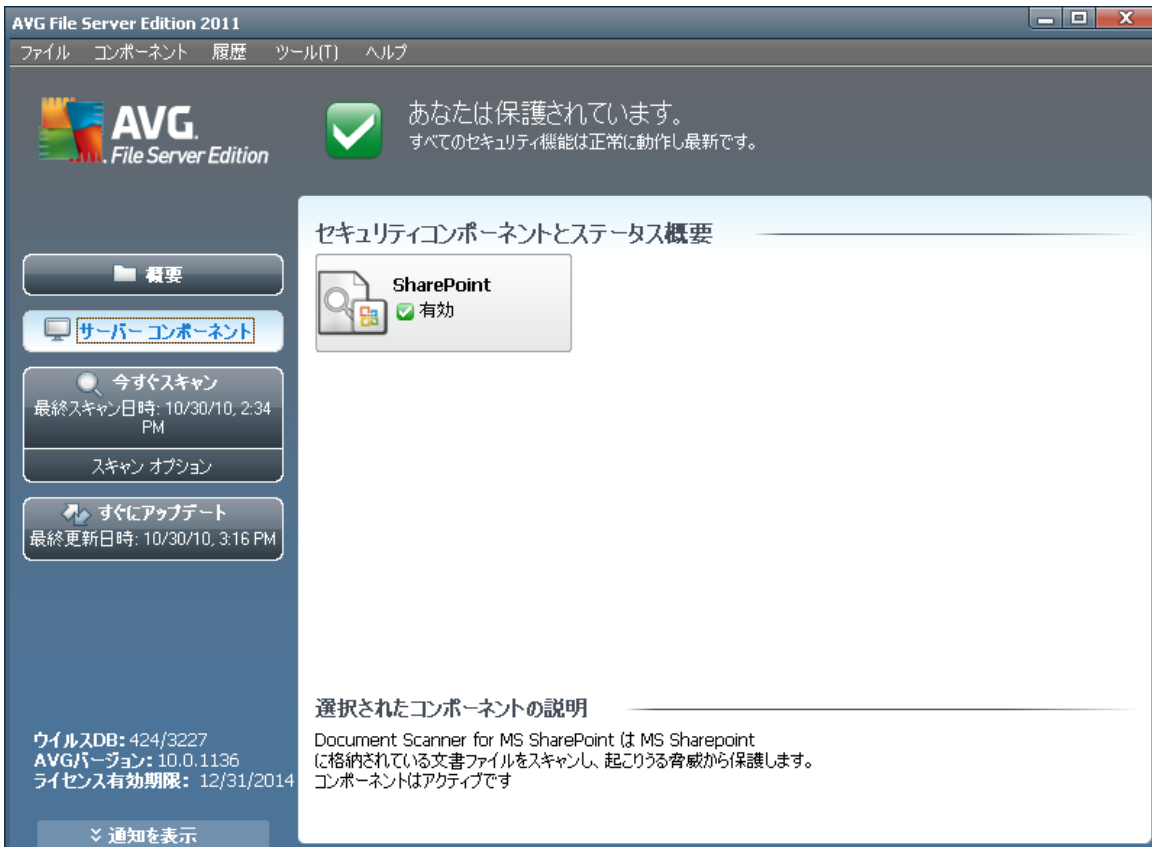 AVG File Server Edition 2011
ファイル コンポーネント 履歴 ツール(T) ヘルプ
AVG.
File Server Edition
あなたは保護されています。
すべてのセキュリティ機能は正常に動作し最新です。
概要
サーバー コンポーネント
今すぐスキャン
最終スキャン日時: 10/30/10, 2:34
PM
スキャン オプション
すぐにアップデート
最終更新日時: 10/30/10, 3:16 PM
ウイルスDB: 424/3227
AVGバージョン: 10.0.1136
ライセンス有効期限: 12/31/2014
通知を表示
セキュリティコンポーネントとステータス概要
SharePoint
有効
選択されたコンポーネントの説明
Document Scanner for MS SharePoint は MS Sharepoint
に格納されている文書ファイルをスキャンし、起こりうる脅威から保護します。
コンポーネントはアクティブです